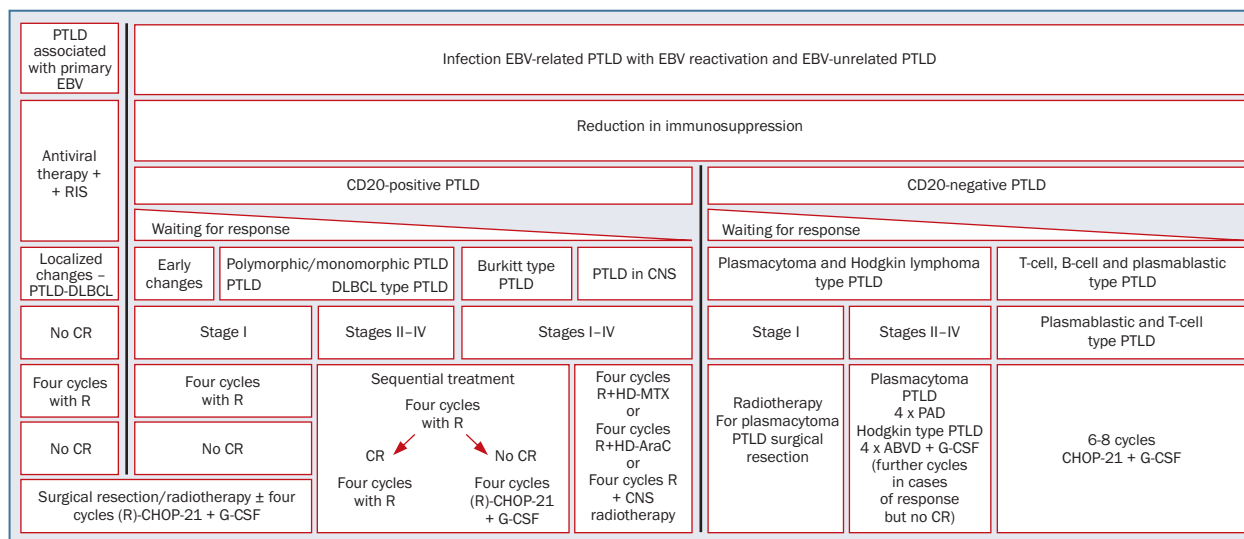 PTLD
associated
with primary
EBV
Infection EBV-related PTLD with EBV reactivation and EBV-unrelated PTLD
Antiviral
therapy +
+ RIS
Reduction in immunosuppression
CD20-positive PTLD
CD20-negative PTLD
Waiting for response
Waiting for response
Localized
changes –
PTLD-DLBCL
Early
changes
Polymorphic/monomorphic PTLD
PTLD
DLBCL type PTLD
Burkitt type
PTLD
PTLD in CNS
Plasmacytoma and Hodgkin lymphoma
type PTLD
T-cell, B-cell and plasmablastic
type PTLD
No CR
Stage I
Stages II–IV
Stages I–IV
Stage I
Stages II–IV
Plasmablastic and T-cell
type PTLD
Four cycles
with R
Four cycles
with R
Sequential treatment
Four cycles
with R
CR
No CR
Four cycles
with R
Four cycles
(R)-CHOP-21
+ G-CSF
Four cycles
R+HD-MTX
or
Four cycles
R+HD-AraC
or
Four cycles R
+ CNS
radiotherapy
Radiotherapy
For plasmacytoma
PTLD surgical
resection
Plasmacytoma
PTLD
4 x PAD
Hodgkin type PTLD
4 x ABVD + G-CSF
(further cycles
in cases
of response
but no CR)
6-8 cycles
CHOP-21 + G-CSF
No CR
No CR
Surgical resection/radiotherapy ± four
cycles (R)-CHOP-21 + G-CSF